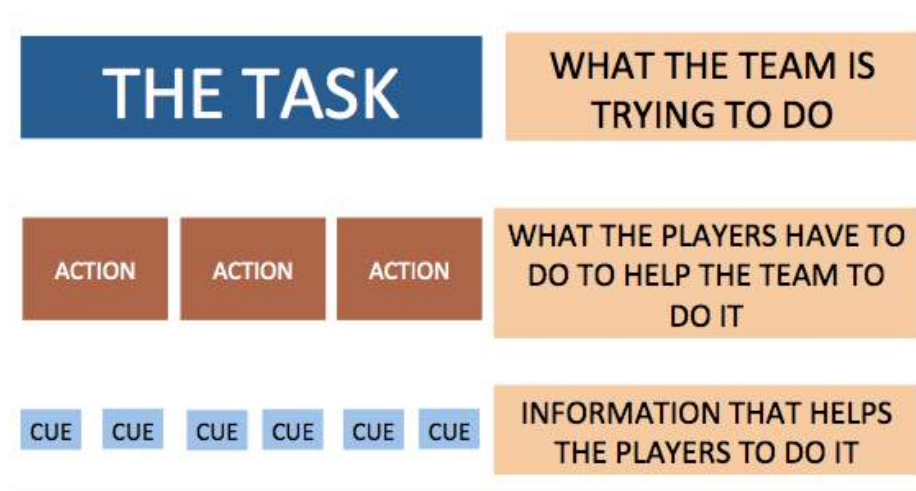 THE TASK
WHAT THE TEAM IS
TRYING TO DO
ACTION
ACTION
ACTION
WHAT THE PLAYERS HAVE TO
DO TO HELP THE TEAM TO
DO IT
CUE
CUE
CUE
CUE
CUE
CUE
INFORMATION THAT HELPS
THE PLAYERS TO DO IT